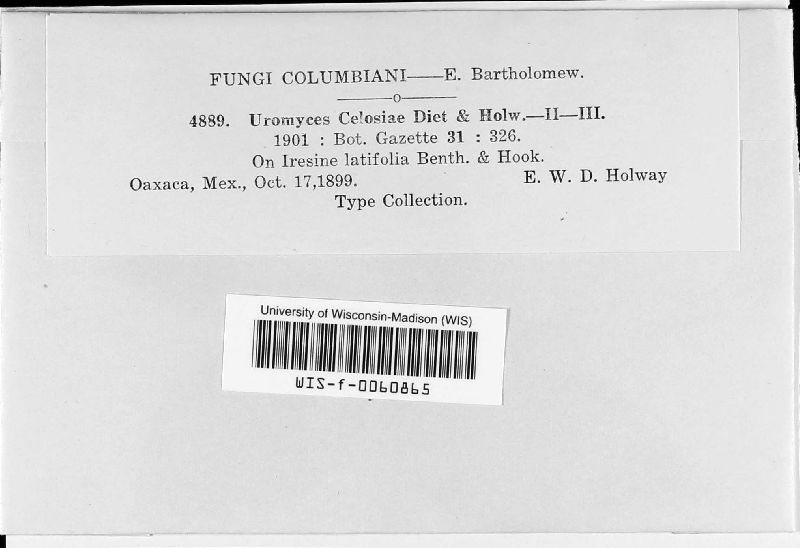 FUNGI COLUMBIANI——E. Bartholomew.
———o———
4889. Uromyces Celosiae Diet & Holw.—II—III.
1901 : Bot. Gazette 31 : 326.
On Iresine latifolia Benth. & Hook.
Oaxaca, Mex., Oct. 17,1899. E. W. D. Holway
Type Collection.
University of Wisconsin-Madison (WIS)
WIS-f-0060865